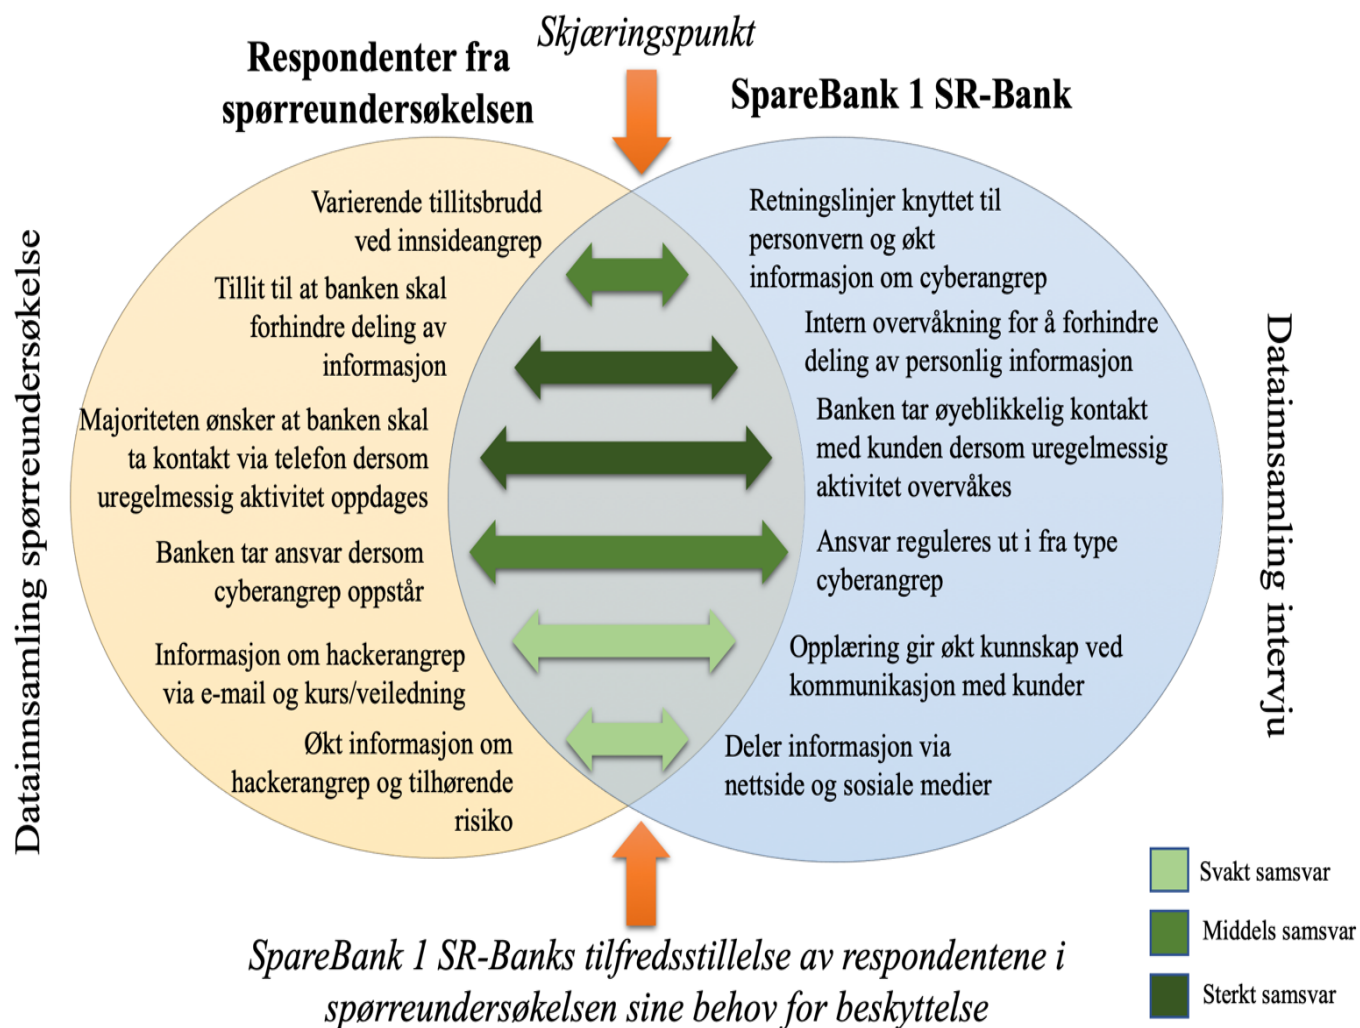 Skjæringspunkt
Respondenter fra
spørreundersøkelsen
SpareBank 1 SR-Bank
Datainnsamling spørreundersøkelse
Varierende tillitsbrudd
ved innsideangrep
Tillit til at banken skal
forhindre deling av
informasjon
Majoriteten ønsker at banken skal
ta kontakt via telefon dersom
uregelmessig aktivitet oppdages
Banken tar ansvar dersom
cyberangrep oppstår
Informasjon om hackerangrep
via e-mail og kurs/veiledning
Økt informasjon om
hackerangrep og tilhørende
risiko
Retningslinjer knyttet til
personvern og økt
informasjon om cyberangrep
Intern overvåkning for å forhindre
deling av personlig informasjon
Banken tar øyeblikkelig kontakt
med kunden dersom uregelmessig
aktivitet overvåkes
Ansvar reguleres ut i fra type
cyberangrep
Opplæring gir økt kunnskap ved
kommunikasjon med kunder
Deler informasjon via
nettside og sosiale medier
Datainnsamling intervju
Svakt samsvar
Middels samsvar
Sterkt samsvar
SpareBank 1 SR-Banks tilfredsstillelse av respondentene i
spørreundersøkelsen sine behov for beskyttelse